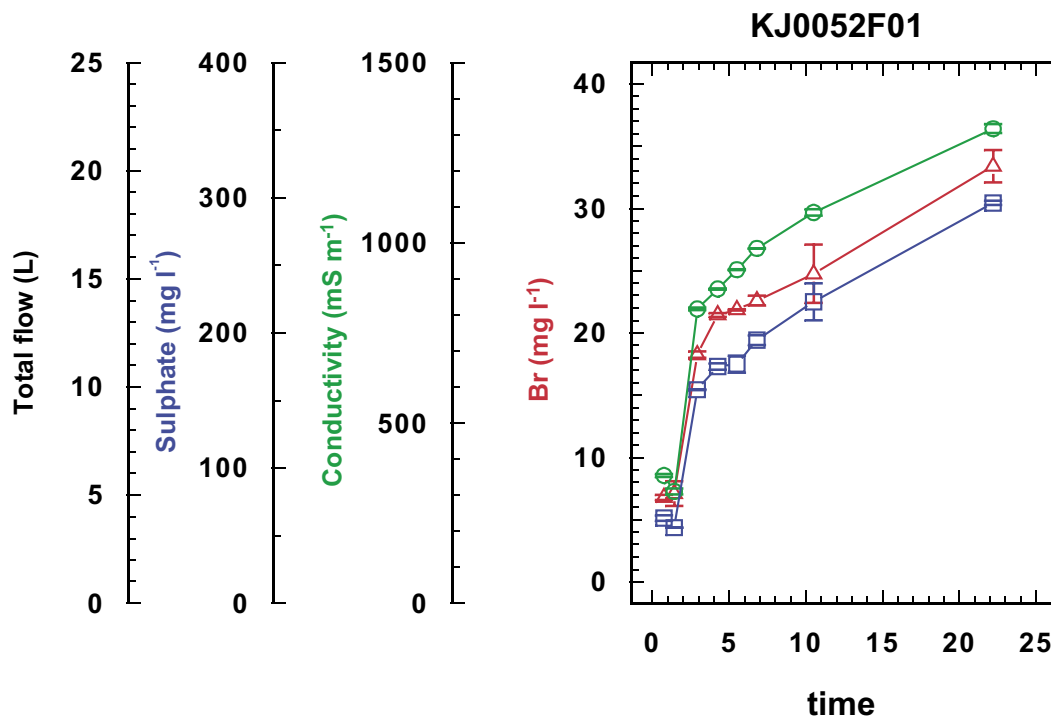 KJ0052F01
Total flow (L)
25
20
15
10
5
0
Sulphate (mg l-1)
400
300
200
100
0
Conductivity (mS m-1)
1500
1000
500
0
Br (mg l-1)
40
30
20
10
0
0 5 10 15 20 25
time